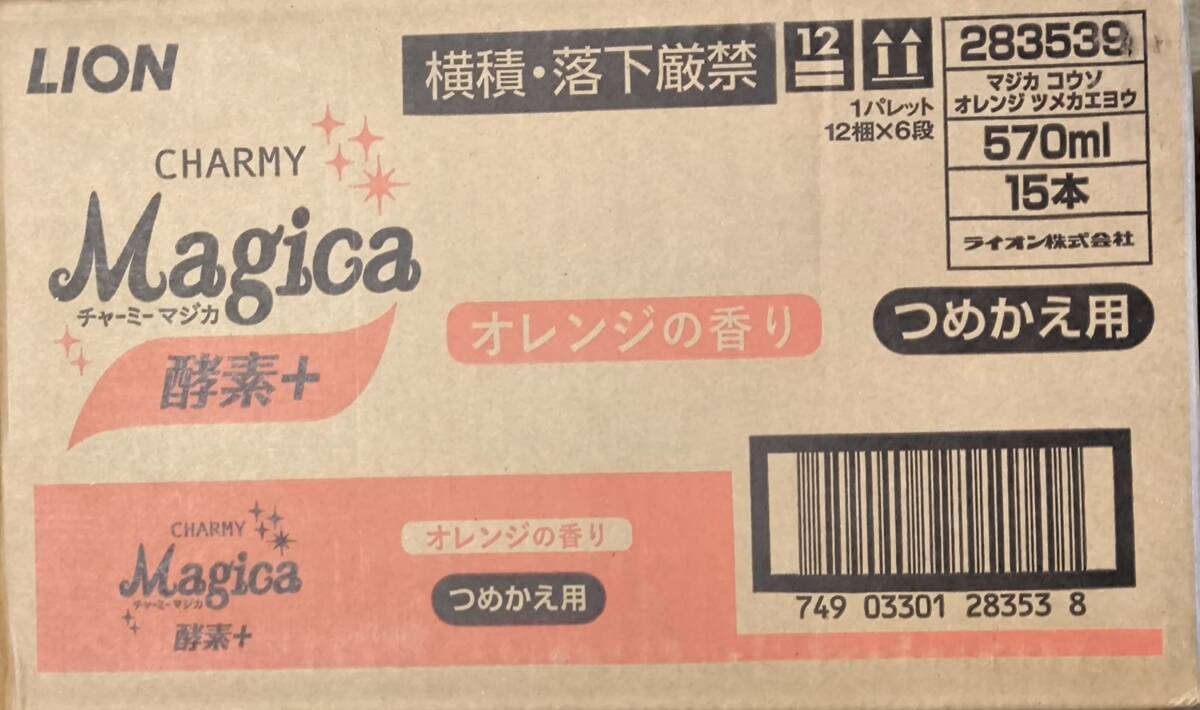 LION
横積・落下厳禁
12
1パレット
12梱×6段
283539
マジカ コウソ
オレンジ ツメカエヨウ
570ml
15本
ライオン株式会社
CHARMY
Magica
チャーミー マジカ
酵素+
オレンジの香り
つめかえ用
CHARMY
Magica
チャーミー マジカ
酵素+
オレンジの香り
つめかえ用
749 03301 28353 8